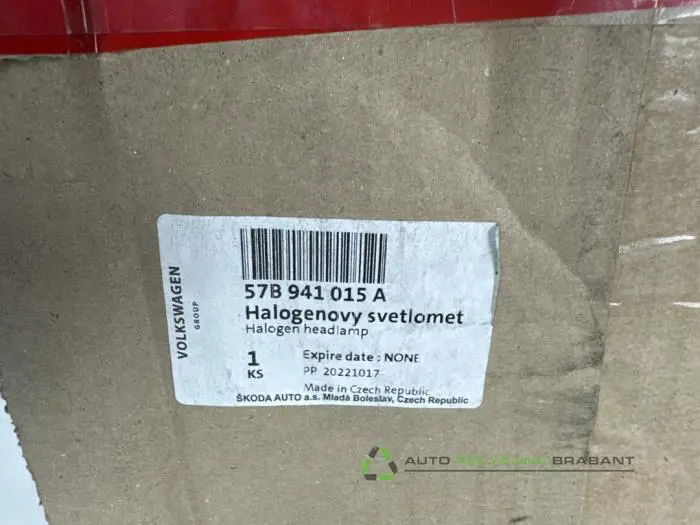 VOLKSWAGEN
GROUP
57B 941 015 A
Halogenovy svetlomet
Halogen headlamp
1
KS
Expire date : NONE
PP 20221017
Made in Czech Republic
ŠKODA AUTO a.s. Mladá Boleslav, Czech Republic
AUTO RECYCLING BRABANT